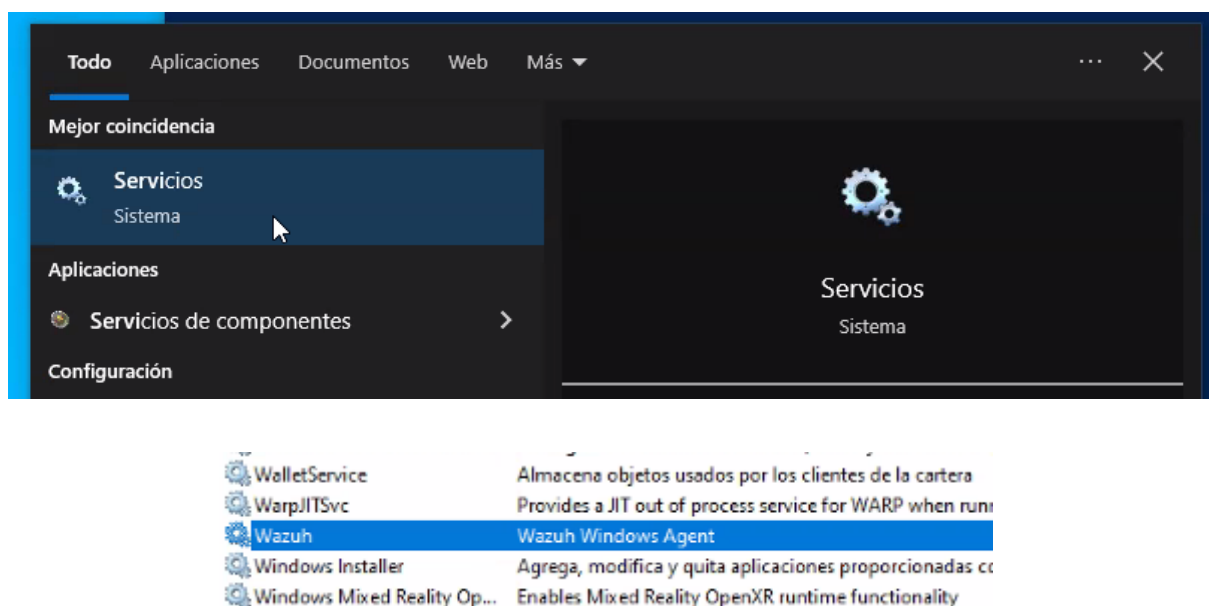 Todo Aplicaciones Documentos Web Más ...
Mejor coincidencia
Servicios
Sistema
Aplicaciones
Servicios de componentes
Configuración
Servicios
Sistema
WalletService Almacena objetos usados por los clientes de la cartera
WarpJITSvc Provides a JIT out of process service for WARP when
Wazuh Wazuh Windows Agent
Windows Installer Agrega, modifica y quita aplicaciones proporcionadas
Windows Mixed Reality Op... Enables Mixed Reality OpenXR runtime functionality